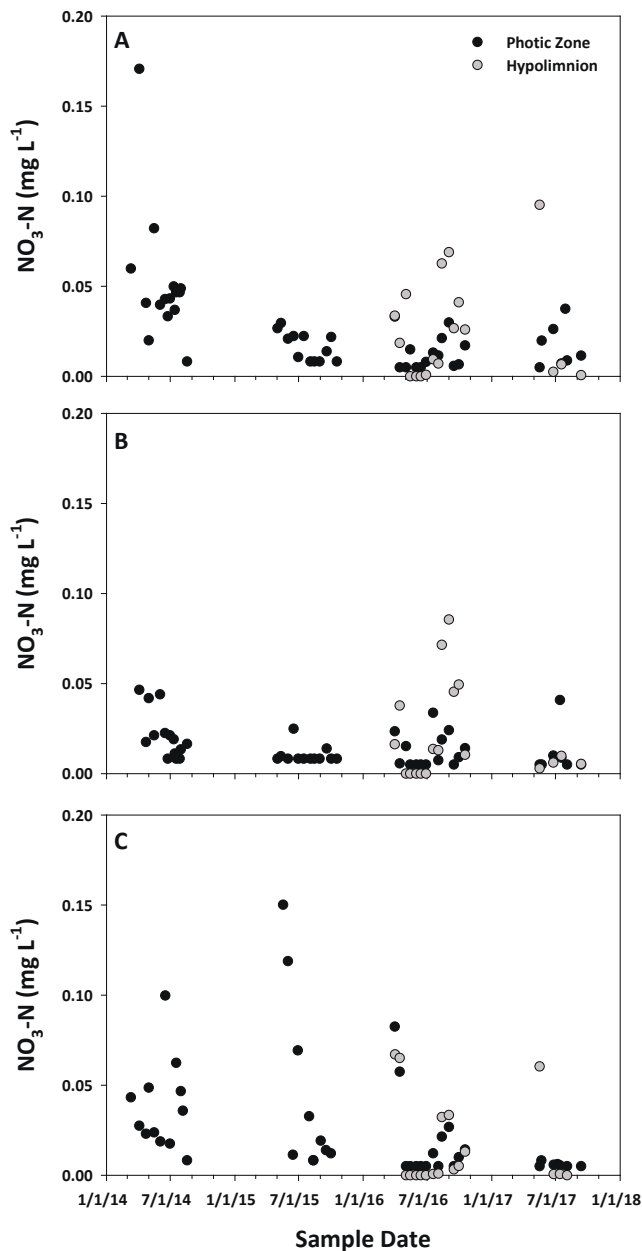 0.20
A
Photic Zone
Hypolimnion
0.15
0.10
0.05
0.00
NO₃-N (mg L⁻¹)
0.20
B
0.15
0.10
0.05
0.00
NO₃-N (mg L⁻¹)
0.20
C
0.15
0.10
0.05
0.00
NO₃-N (mg L⁻¹)
1/1/14 7/1/14 1/1/15 7/1/15 1/1/16 7/1/16 1/1/17 7/1/17 1/1/18
Sample Date